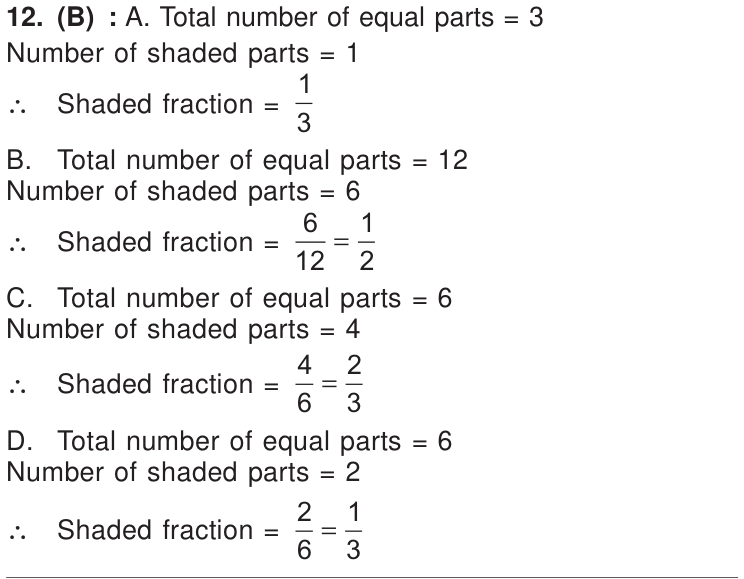 12. (B) : A. Total number of equal parts = 3
Number of shaded parts = 1
∴ Shaded fraction = 1/3
B. Total number of equal parts = 12
Number of shaded parts = 6
∴ Shaded fraction = 6/12 = 1/2
C. Total number of equal parts = 6
Number of shaded parts = 4
∴ Shaded fraction = 4/6 = 2/3
D. Total number of equal parts = 6
Number of shaded parts = 2
∴ Shaded fraction = 2/6 = 1/3